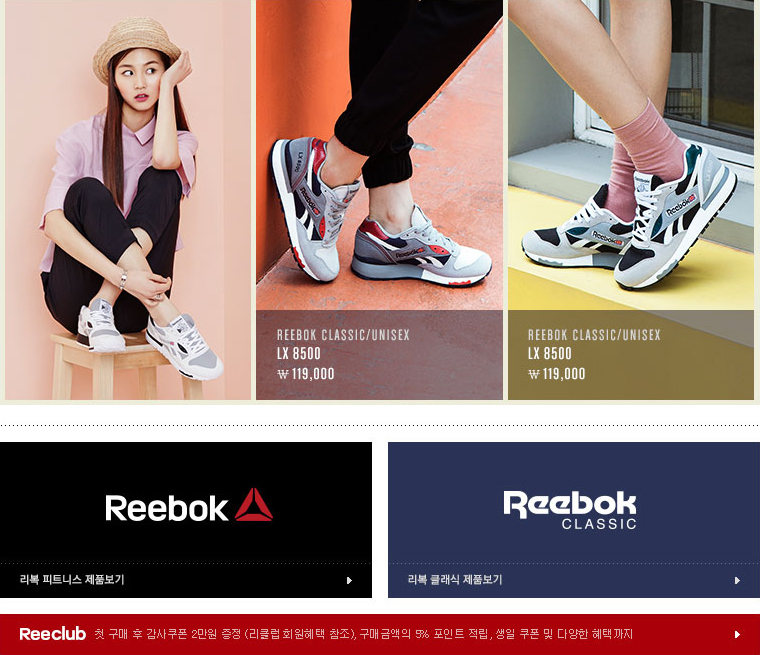 REEBOK CLASSIC/UNISEX
LX 8500
₩ 119,000
REEBOK CLASSIC/UNISEX
LX 8500
₩ 119,000
Reebok
리복 피트니스 제품보기
Reebok
CLASSIC
리복 클래식 제품보기
Reeclub 첫 구매 후 감사쿠폰 2만원 증정 (리클럽 회원혜택 참조), 구매금액의 5% 포인트 적립, 생일 쿠폰 및 다양한 혜택까지